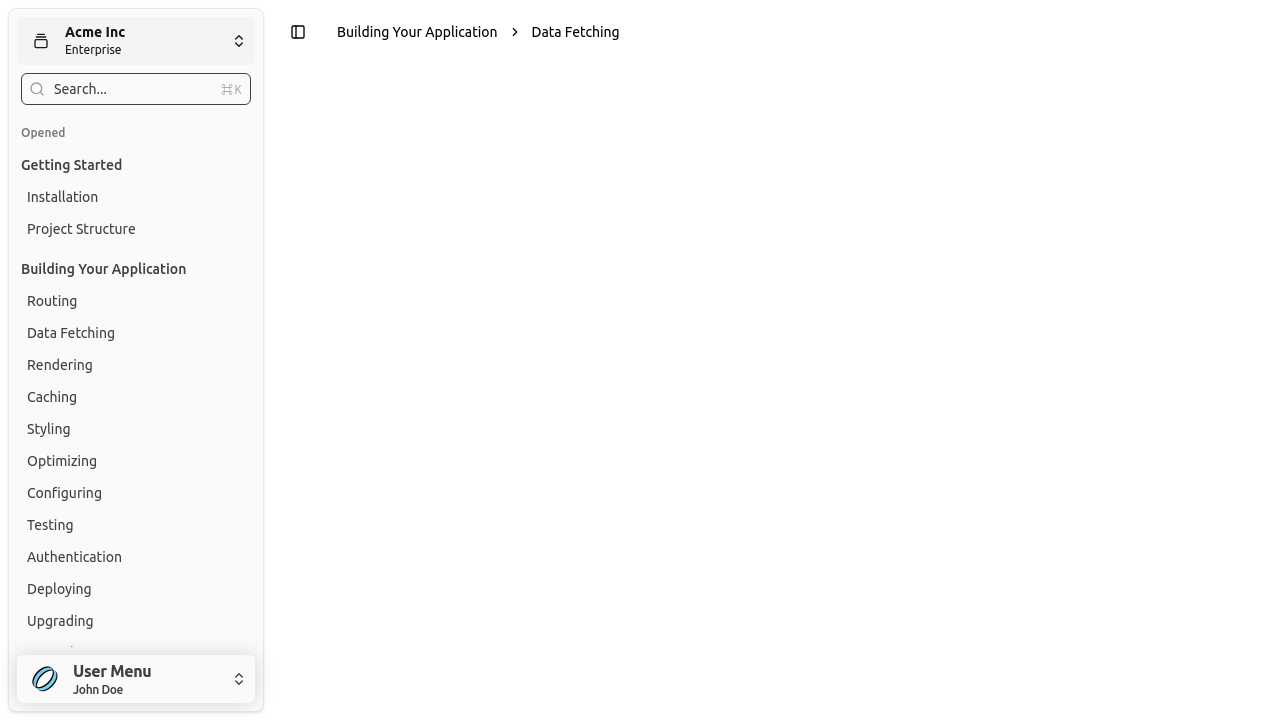 Acme Inc
Enterprise
Search...
⌘K
Opened
Getting Started
Installation
Project Structure
Building Your Application
Routing
Data Fetching
Rendering
Caching
Styling
Optimizing
Configuring
Testing
Authentication
Deploying
Upgrading
User Menu
John Doe
Building Your Application
Data Fetching